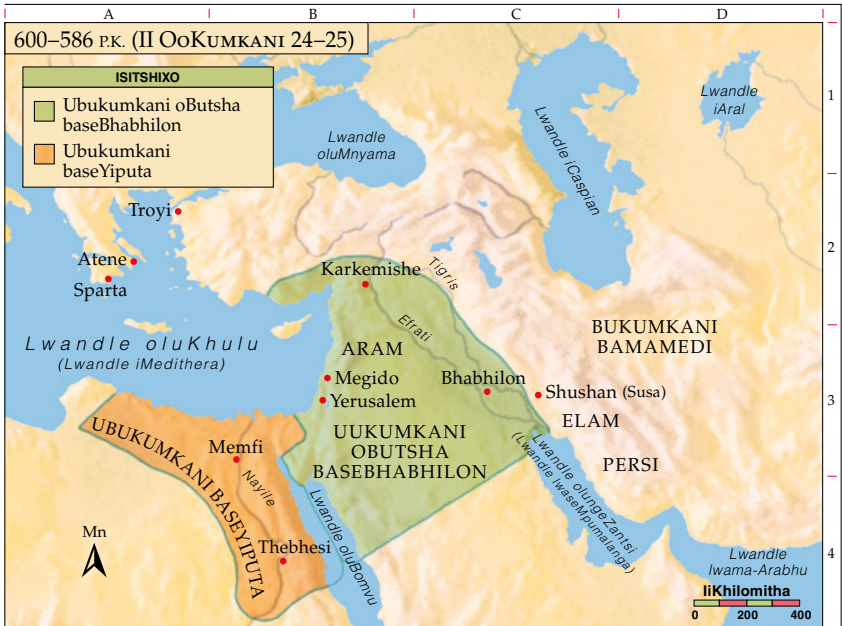 A B C D
600–586 P.K. (II OoKumkani 24–25)
ISITSHIXO
Ubukumkani oButsha
baseBhabhilon
Ubukumkani
baseYiputa
1
2
3
4
Lwandle
oluMnyama
Lwandle iCaspian
Lwandle
iAral
Troyi
Atene
Sparta
Karkemishe
Tigris
Efrati
Lwandle oluKhulu
(Lwandle iMedithera)
ARAM
BUKUMKANI
BAMAMEDI
Megido
Yerusalem
Bhabhilon
Shushan (Susa)
ELAM
PERSI
UUKUMKANI
OBUTSHA
BASEBHABHILON
UBUKUMKANI BASEYIPUTA
Memfi
Nayile
Thebhesi
Lwandle oluBomvu
Lwandle olungeZantsi
(Lwandle lwaseMpumalanga)
Mn
Lwandle
lwama-Arabhu
IiKhilomitha
0 200 400